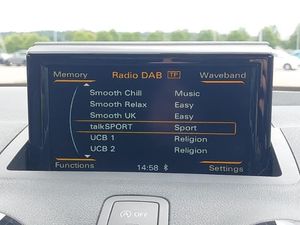 Memory Radio DAB TP Waveband
Smooth Chill Music
Smooth Relax Easy
Smooth UK Easy
talkSPORT Sport
UCB 1 Religion
UCB 2 Religion
Functions 14:58 Settings
OFF